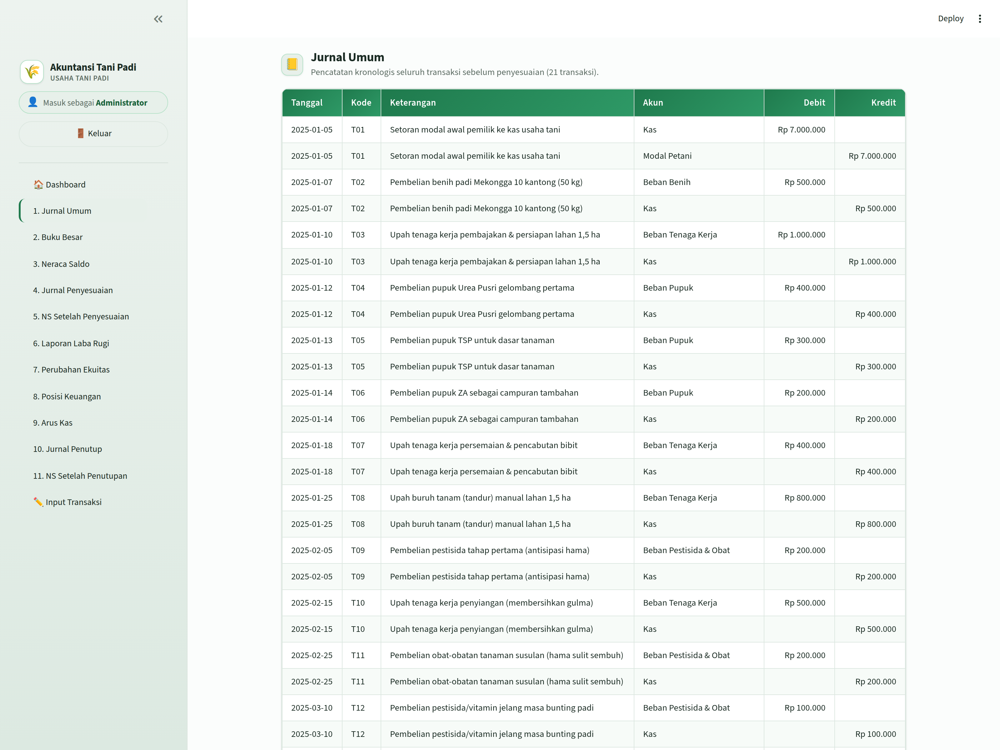 Deploy
Akuntansi Tani Padi
USAHA TANI PADI
Masuk sebagai Administrator
Keluar
Dashboard
1. Jurnal Umum
2. Buku Besar
3. Neraca Saldo
4. Jurnal Penyesuaian
5. NS Setelah Penyesuaian
6. Laporan Laba Rugi
7. Perubahan Ekuitas
8. Posisi Keuangan
9. Arus Kas
10. Jurnal Penutup
11. NS Setelah Penutupan
Input Transaksi
Jurnal Umum
Pencatatan kronologis seluruh transaksi sebelum penyesuaian (21 transaksi).
Tanggal Kode Keterangan Akun Debit Kredit
2025-01-05 T01 Setoran modal awal pemilik ke kas usaha tani Kas Rp 7.000.000
2025-01-05 T01 Setoran modal awal pemilik ke kas usaha tani Modal Petani Rp 7.000.000
2025-01-07 T02 Pembelian benih padi Mekongga 10 kantong (50 kg) Beban Benih Rp 500.000
2025-01-07 T02 Pembelian benih padi Mekongga 10 kantong (50 kg) Kas Rp 500.000
2025-01-10 T03 Upah tenaga kerja pembajakan & persiapan lahan 1,5 ha Beban Tenaga Kerja Rp 1.000.000
2025-01-10 T03 Upah tenaga kerja pembajakan & persiapan lahan 1,5 ha Kas Rp 1.000.000
2025-01-12 T04 Pembelian pupuk Urea Pusri gelombang pertama Beban Pupuk Rp 400.000
2025-01-12 T04 Pembelian pupuk Urea Pusri gelombang pertama Kas Rp 400.000
2025-01-13 T05 Pembelian pupuk TSP untuk dasar tanaman Beban Pupuk Rp 300.000
2025-01-13 T05 Pembelian pupuk TSP untuk dasar tanaman Kas Rp 300.000
2025-01-14 T06 Pembelian pupuk ZA sebagai campuran tambahan Beban Pupuk Rp 200.000
2025-01-14 T06 Pembelian pupuk ZA sebagai campuran tambahan Kas Rp 200.000
2025-01-18 T07 Upah tenaga kerja persemaian & pencabutan bibit Beban Tenaga Kerja Rp 400.000
2025-01-18 T07 Upah tenaga kerja persemaian & pencabutan bibit Kas Rp 400.000
2025-01-25 T08 Upah buruh tanam (tandur) manual lahan 1,5 ha Beban Tenaga Kerja Rp 800.000
2025-01-25 T08 Upah buruh tanam (tandur) manual lahan 1,5 ha Kas Rp 800.000
2025-02-05 T09 Pembelian pestisida tahap pertama (antisipasi hama) Beban Pestisida & Obat Rp 200.000
2025-02-05 T09 Pembelian pestisida tahap pertama (antisipasi hama) Kas Rp 200.000
2025-02-15 T10 Upah tenaga kerja penyiangan (membersihkan gulma) Beban Tenaga Kerja Rp 500.000
2025-02-15 T10 Upah tenaga kerja penyiangan (membersihkan gulma) Kas Rp 500.000
2025-02-25 T11 Pembelian obat-obatan tanaman susulan (hama sulit sembuh) Beban Pestisida & Obat Rp 200.000
2025-02-25 T11 Pembelian obat-obatan tanaman susulan (hama sulit sembuh) Kas Rp 200.000
2025-03-10 T12 Pembelian pestisida/vitamin jelang masa bunting padi Beban Pestisida & Obat Rp 100.000
2025-03-10 T12 Pembelian pestisida/vitamin jelang masa bunting padi Kas Rp 100.000